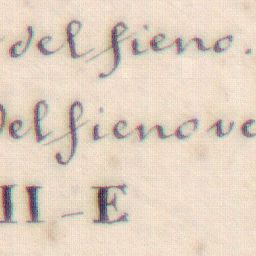 del fieno.
del fieno ve
II - E